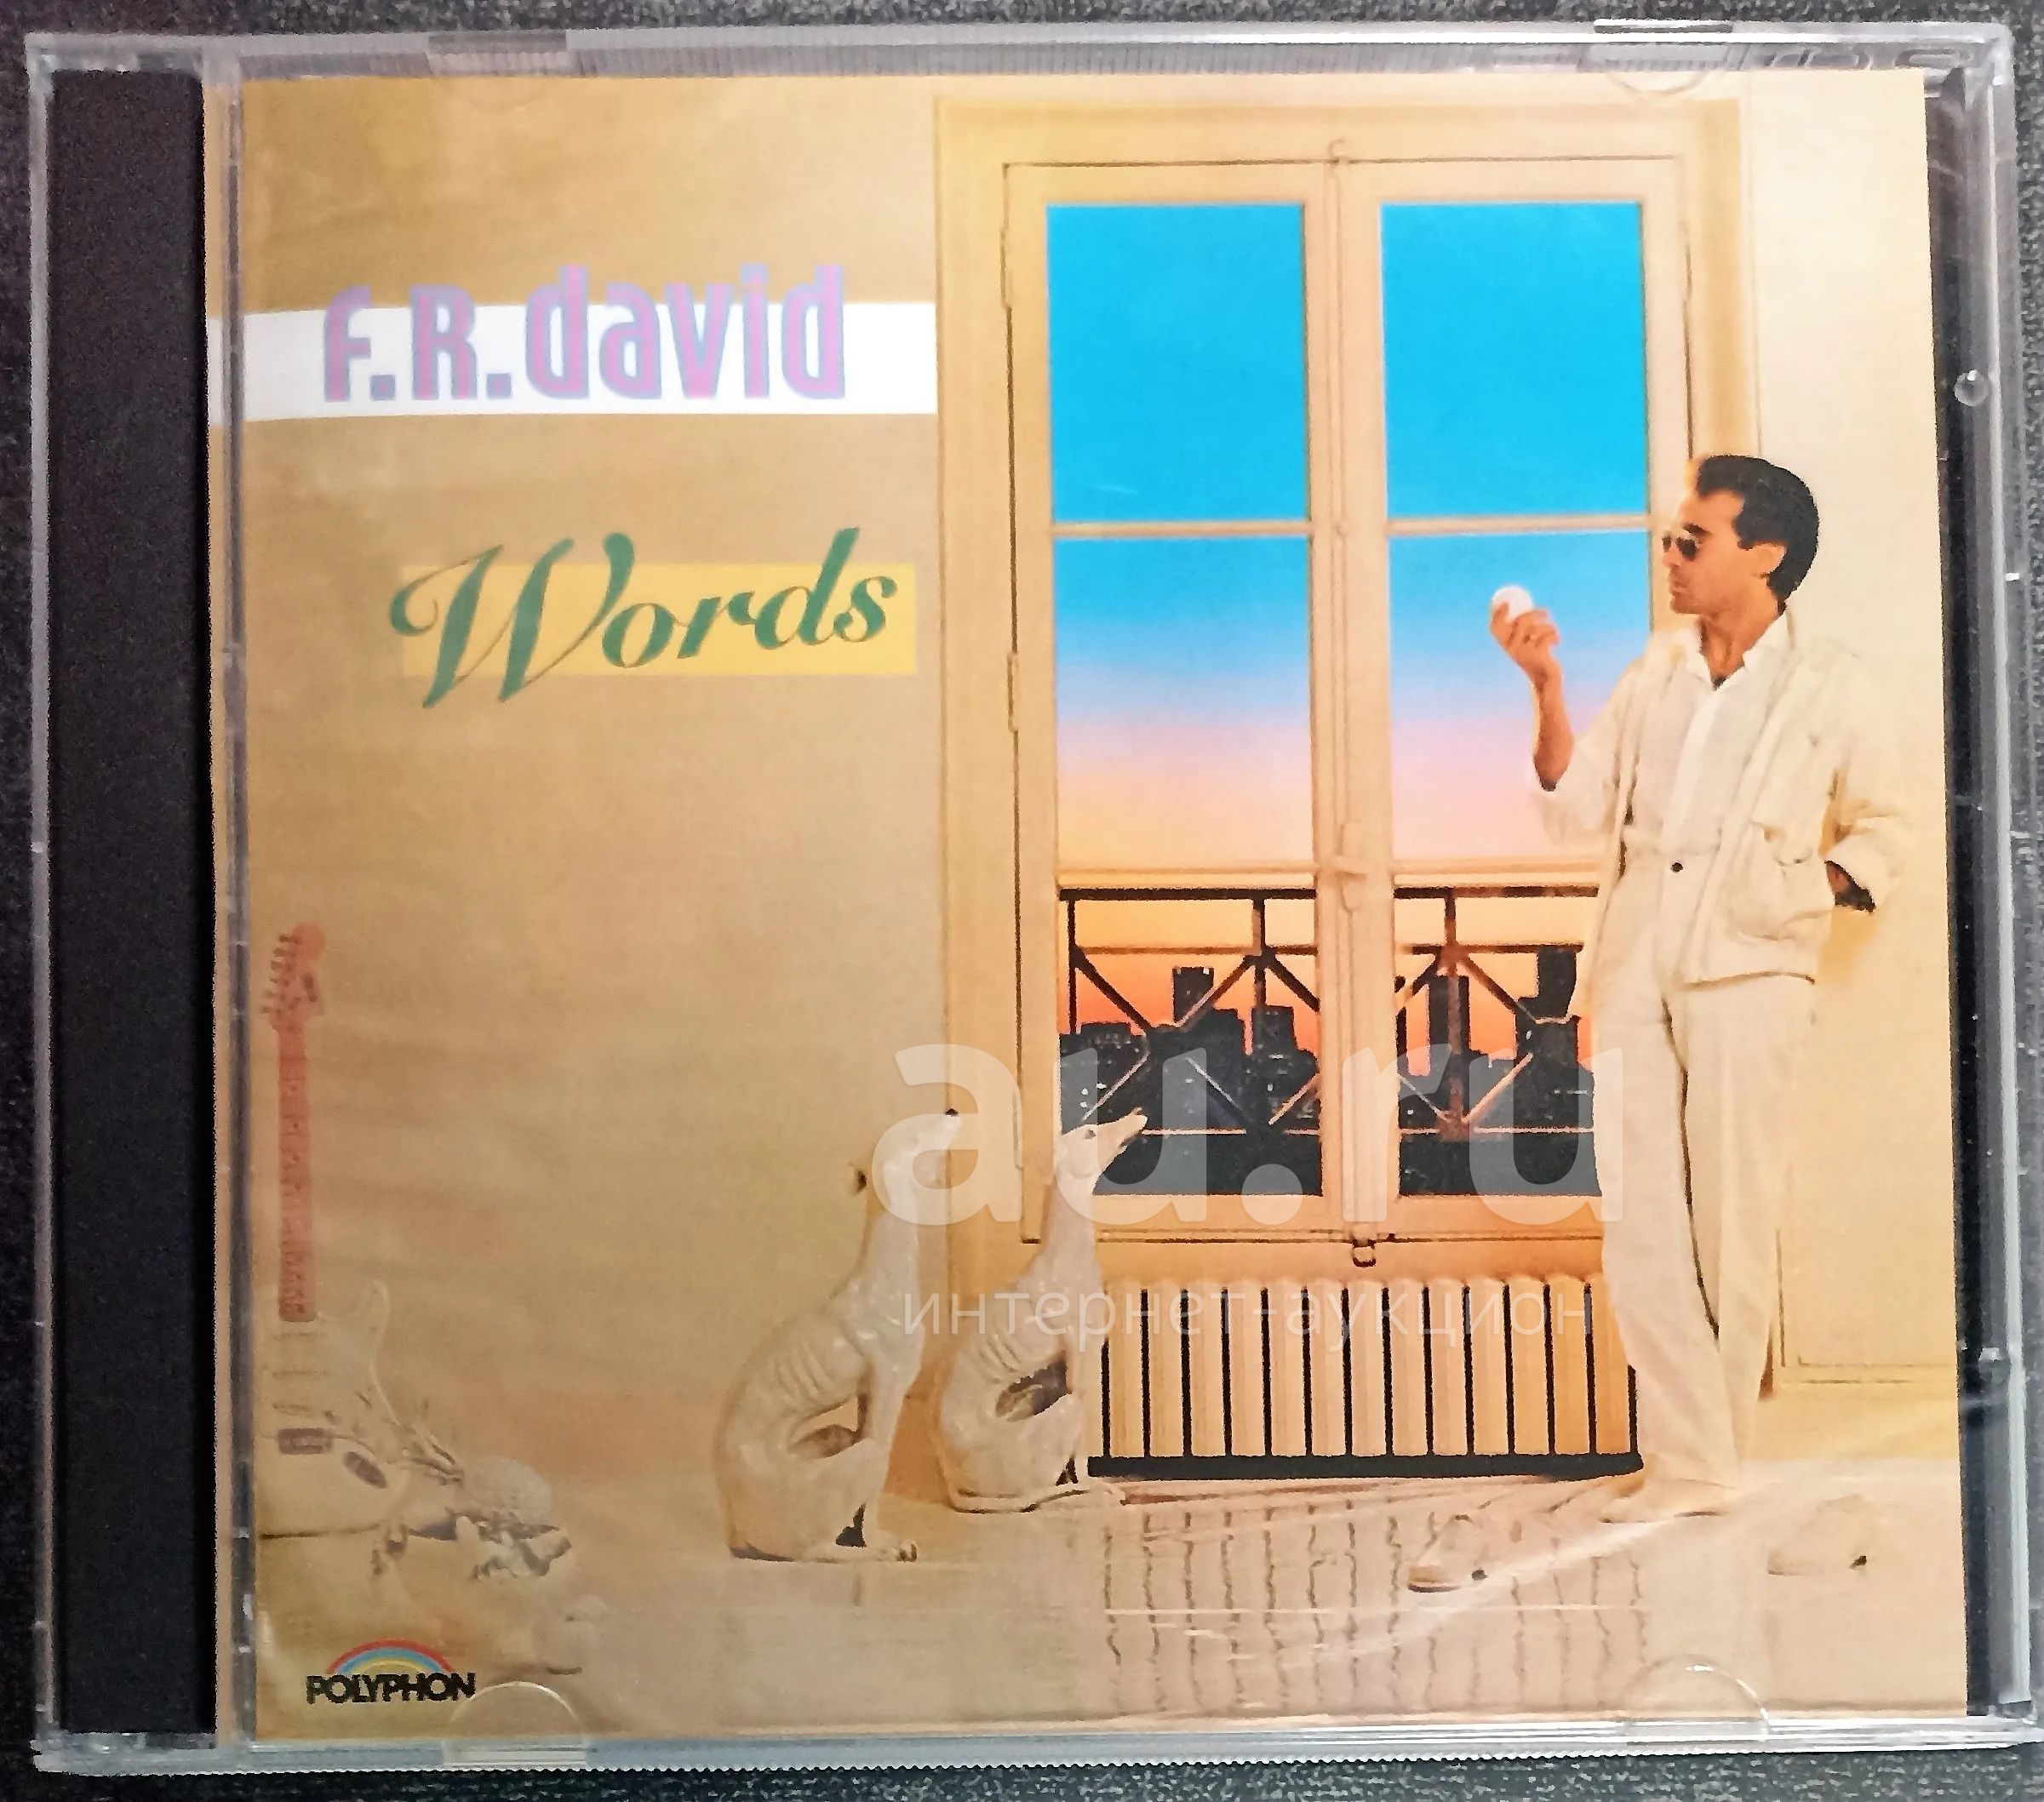 F.R.david
Words
au.ru
интернет-аукцион
POLYPHON